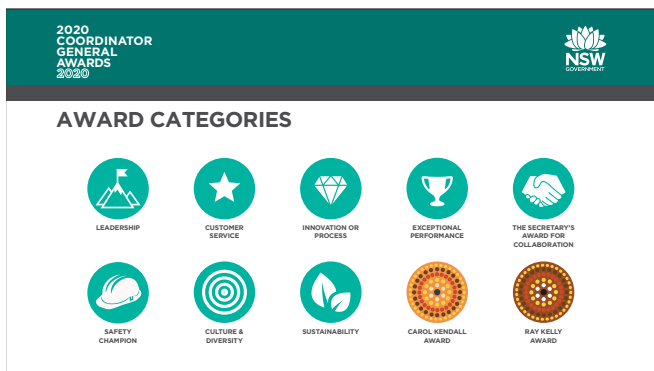 2020
COORDINATOR
GENERAL
AWARDS
2020
NSW
GOVERNMENT
AWARD CATEGORIES
LEADERSHIP
CUSTOMER
SERVICE
INNOVATION OR
PROCESS
EXCEPTIONAL
PERFORMANCE
THE SECRETARY'S
AWARD FOR
COLLABORATION
SAFETY
CHAMPION
CULTURE &
DIVERSITY
SUSTAINABILITY
CAROL KENDALL
AWARD
RAY KELLY
AWARD